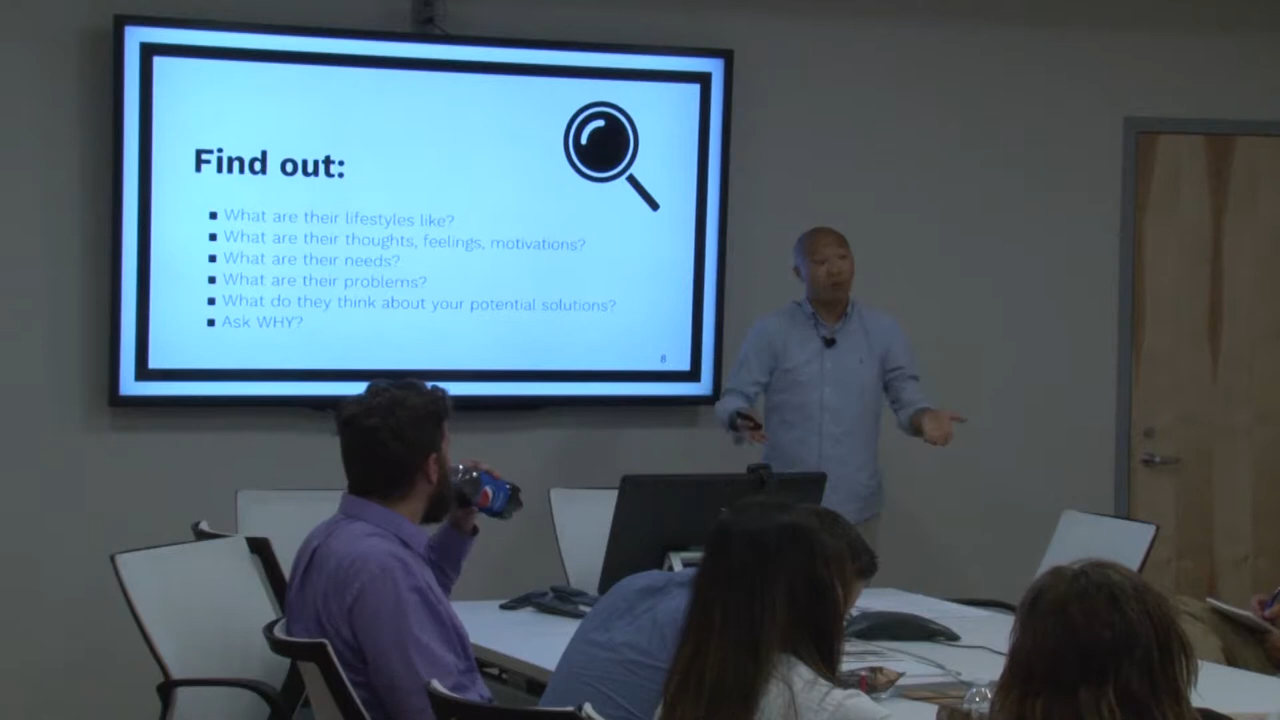 Find out:
What are their lifestyles like?
What are their thoughts, feelings, motivations?
What are their needs?
What are their problems?
What do they think about your potential solutions?
Ask WHY?
8